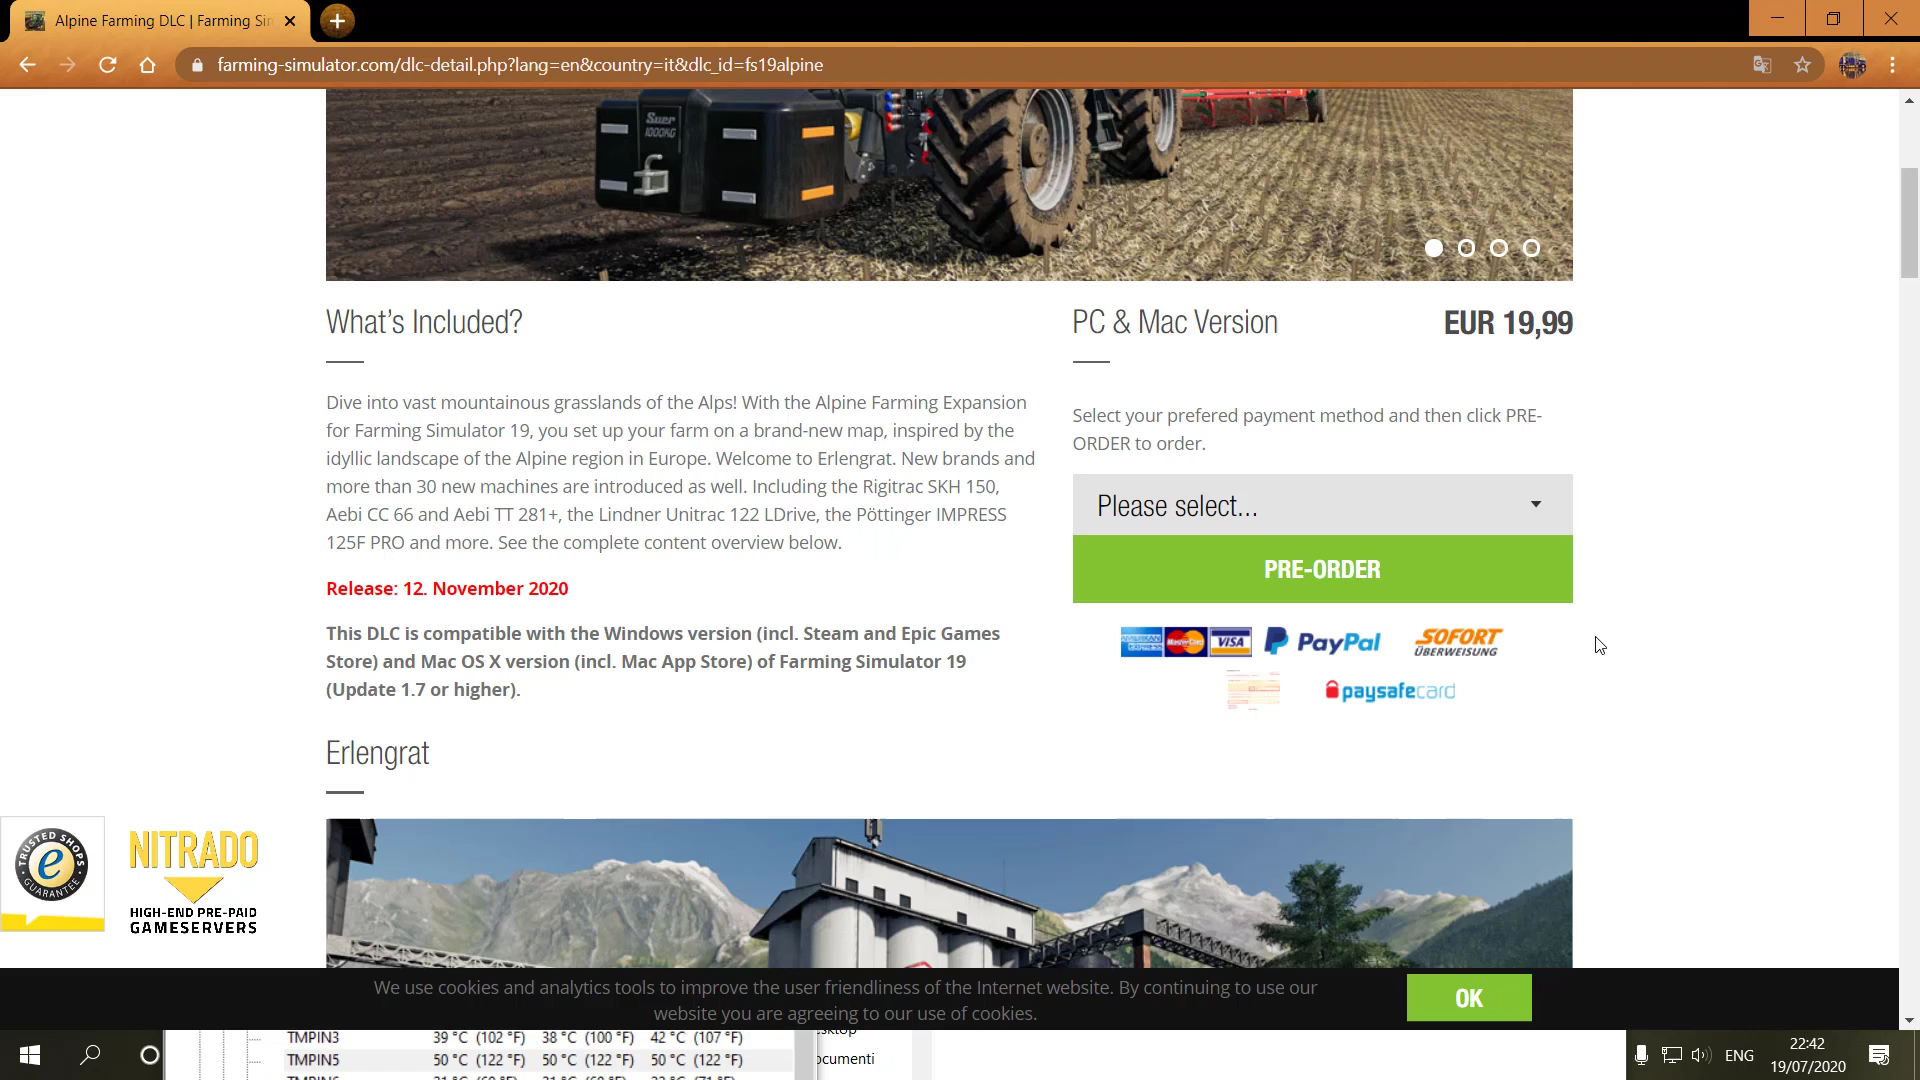 Alpine Farming DLC | Farming Sim
farming-simulator.com/dlc-detail.php?lang=en&country=it&dlc_id=fs19alpine
Suer
1000KG
What's Included?
Dive into vast mountainous grasslands of the Alps! With the Alpine Farming Expansion
for Farming Simulator 19, you set up your farm on a brand-new map, inspired by the
idyllic landscape of the Alpine region in Europe. Welcome to Erlengrat. New brands and
more than 30 new machines are introduced as well. Including the Rigitrac SKH 150,
Aebi CC 66 and Aebi TT 281+, the Lindner Unitrac 122 LDrive, the Pöttinger IMPRESS
125F PRO and more. See the complete content overview below.
Release: 12. November 2020
This DLC is compatible with the Windows version (incl. Steam and Epic Games
Store) and Mac OS X version (incl. Mac App Store) of Farming Simulator 19
(Update 1.7 or higher).
PC & Mac Version
EUR 19,99
Select your prefered payment method and then click PRE-
ORDER to order.
Please select...
PRE-ORDER
AMERICAN EXPRESS
MasterCard
VISA
PayPal
SOFORT
ÜBERWEISUNG
paysafecard
Erlengrat
TRUSTED SHOPS
e
GUARANTEE
NITRADO
HIGH-END PRE-PAID
GAMESERVERS
We use cookies and analytics tools to improve the user friendliness of the Internet website. By continuing to use our
website you are agreeing to our use of cookies.
OK
TMPIN3 39 °C (102 °F) 38 °C (100 °F) 42 °C (107 °F)
TMPIN5 50 °C (122 °F) 50 °C (122 °F) 50 °C (122 °F)
ocumenti
ENG
22:42
19/07/2020